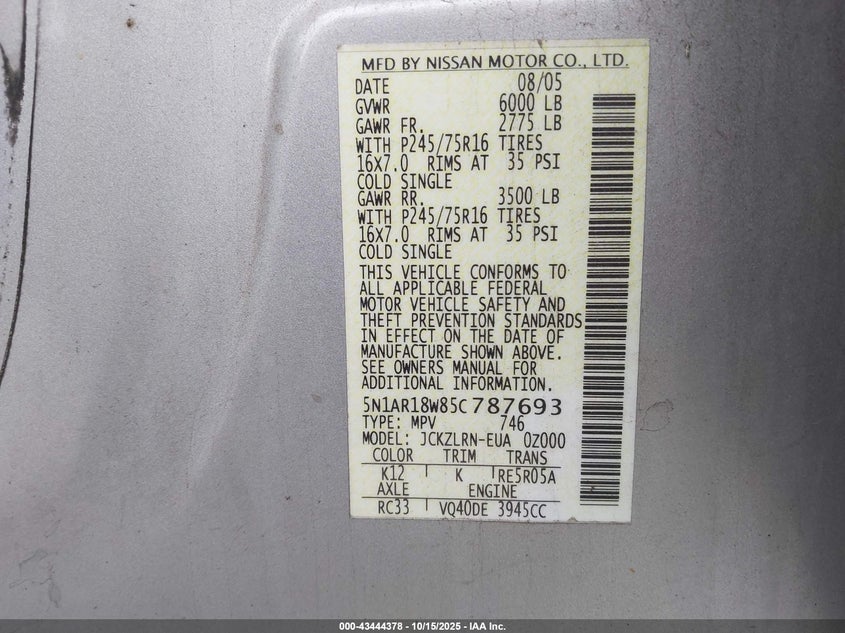 MFD BY NISSAN MOTOR CO., LTD.
DATE 08/05
GVWR 6000 LB
GAWR FR. 2775 LB
WITH P245/75R16 TIRES
16X7.0 RIMS AT 35 PSI
COLD SINGLE
GAWR RR. 3500 LB
WITH P245/75R16 TIRES
16X7.0 RIMS AT 35 PSI
COLD SINGLE
THIS VEHICLE CONFORMS TO
ALL APPLICABLE FEDERAL
MOTOR VEHICLE SAFETY AND
THEFT PREVENTION STANDARDS
IN EFFECT ON THE DATE OF
MANUFACTURE SHOWN ABOVE.
SEE OWNERS MANUAL FOR
ADDITIONAL INFORMATION.
5N1AR18W85C787693
TYPE: MPV 746
MODEL: JCKZLRN-EUA 0Z000
COLOR TRIM TRANS
K12 K RE5R05A
AXLE ENGINE
RC33 VQ40DE 3945CC
000-43444378 - 10/15/2025 - IAA Inc.